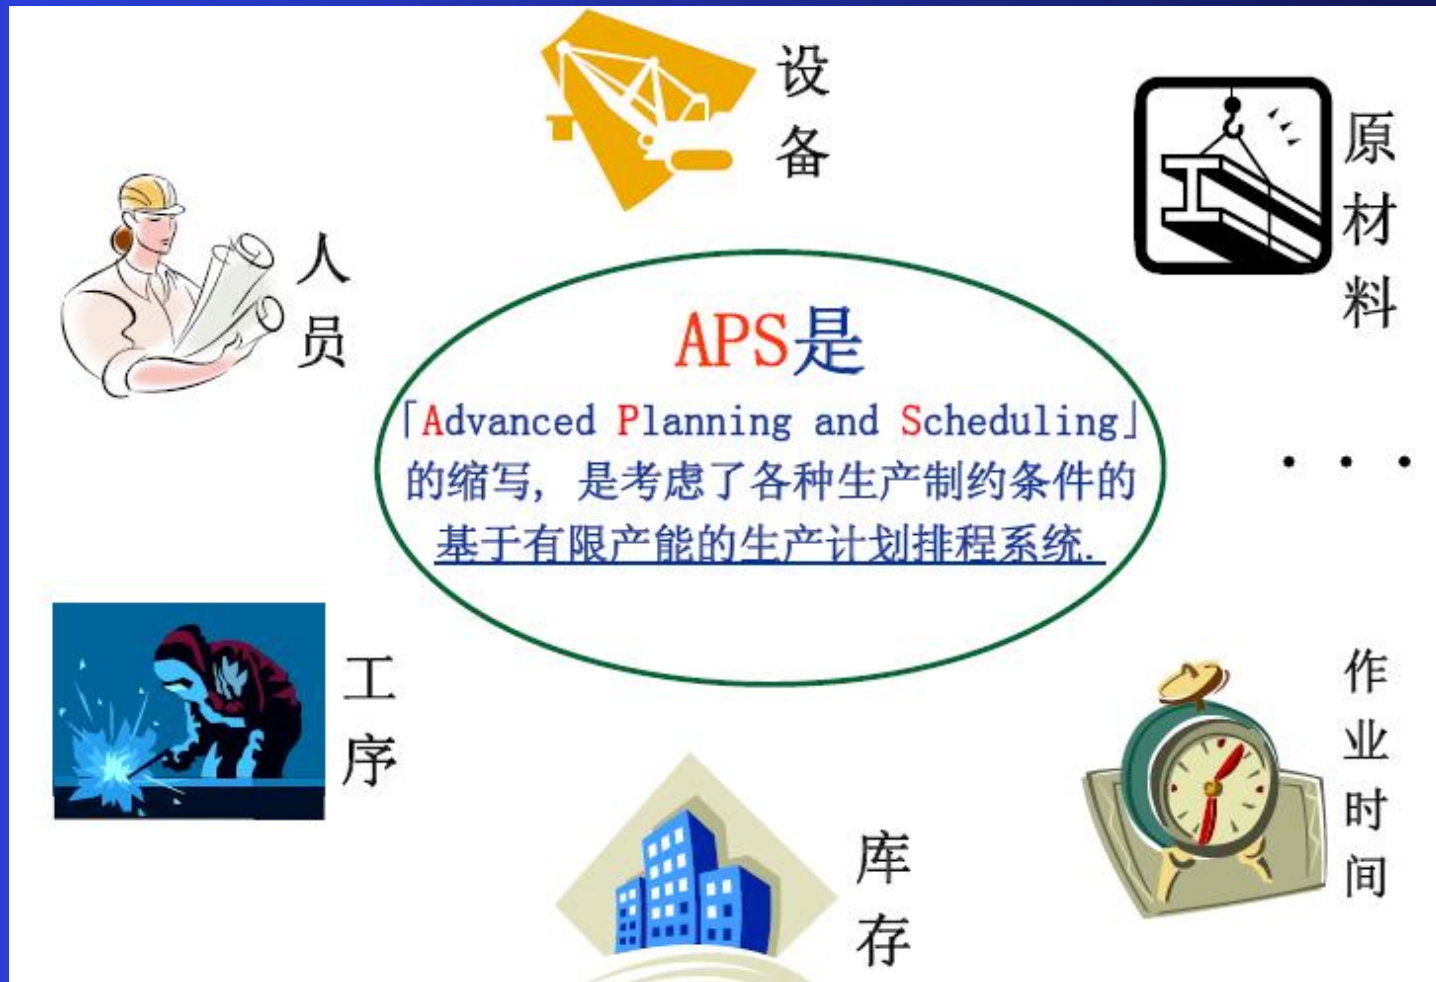 设备
原材料
人员
APS是
「Advanced Planning and Scheduling」
的缩写, 是考虑了各种生产制约条件的
基于有限产能的生产计划排程系统.
· · ·
工序
作业时间
库存